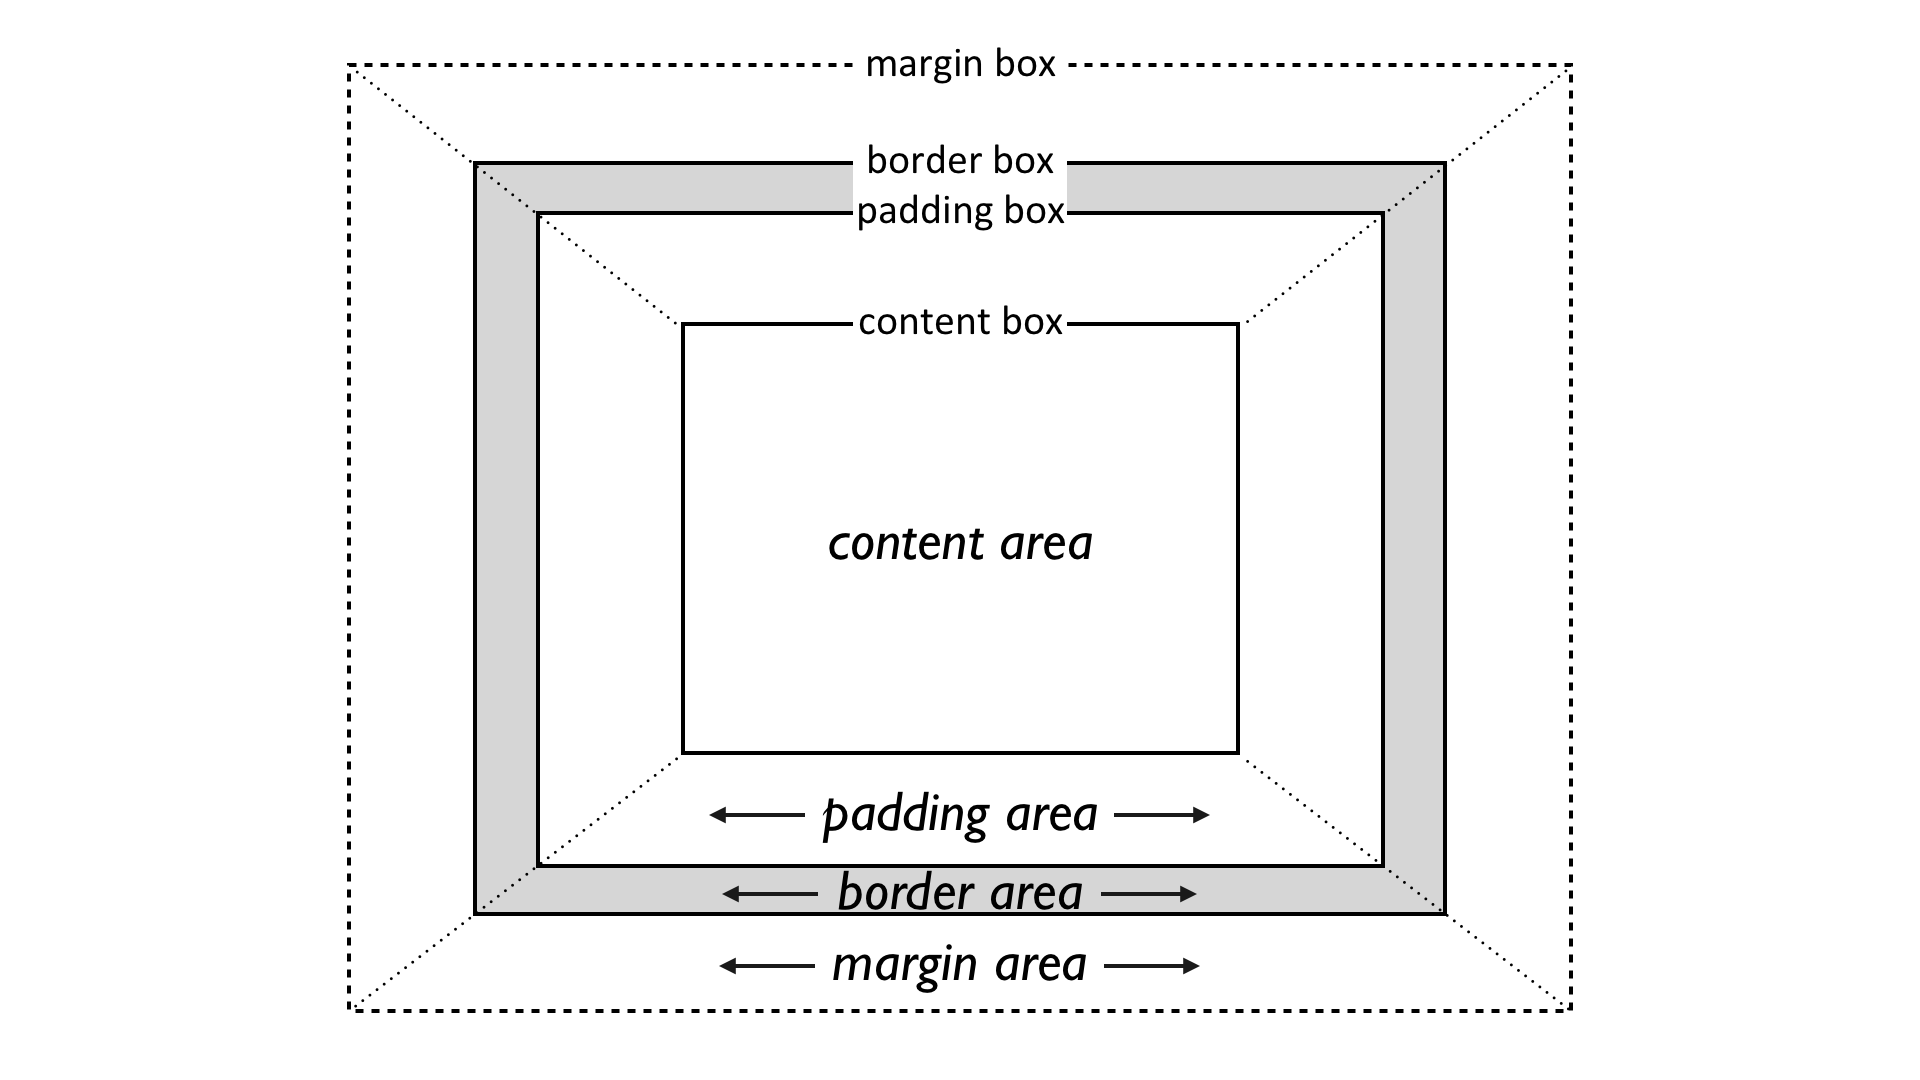 margin box
border box
padding box
content box
content area
padding area
border area
margin area